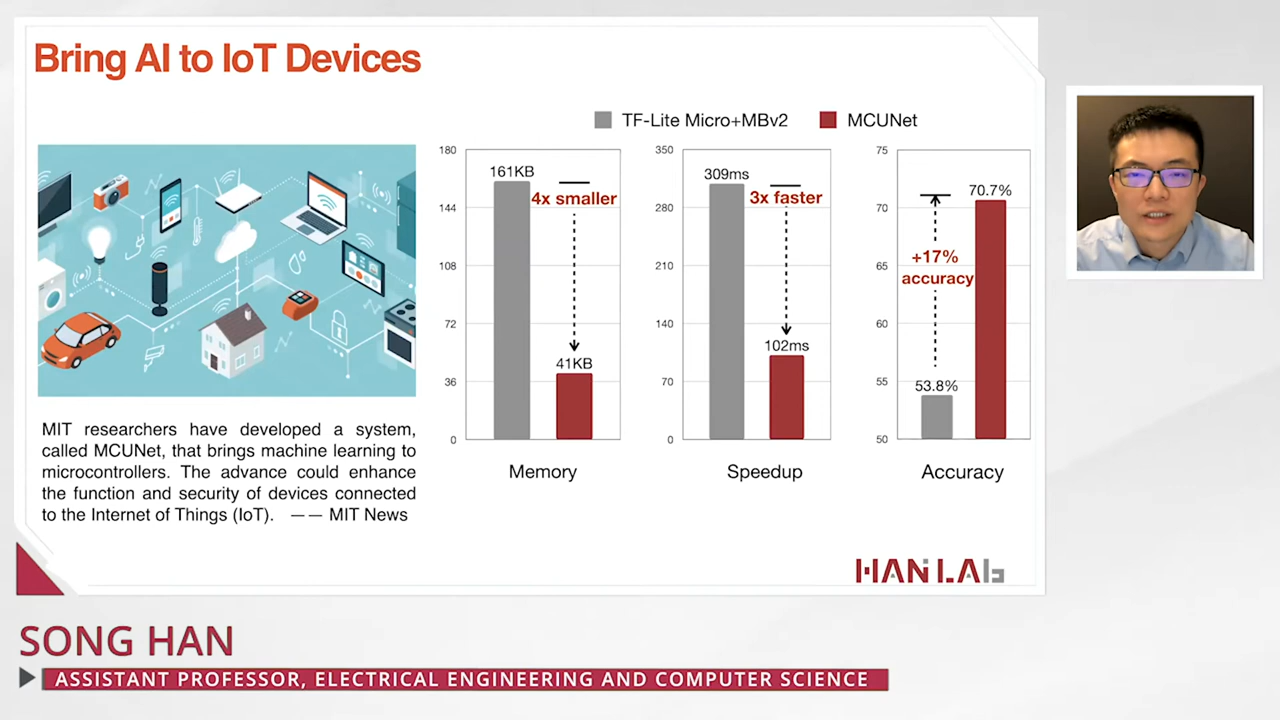 Bring AI to IoT Devices
TF-Lite Micro+MBv2
MCUNet
180
144
108
72
36
0
161KB
4x smaller
41KB
Memory
350
280
210
140
70
0
309ms
3x faster
102ms
Speedup
75
70
65
60
55
50
70.7%
+17%
accuracy
53.8%
Accuracy
MIT researchers have developed a system,
called MCUNet, that brings machine learning to
microcontrollers. The advance could enhance
the function and security of devices connected
to the Internet of Things (IoT). —— MIT News
HAN LAb
SONG HAN
ASSISTANT PROFESSOR, ELECTRICAL ENGINEERING AND COMPUTER SCIENCE